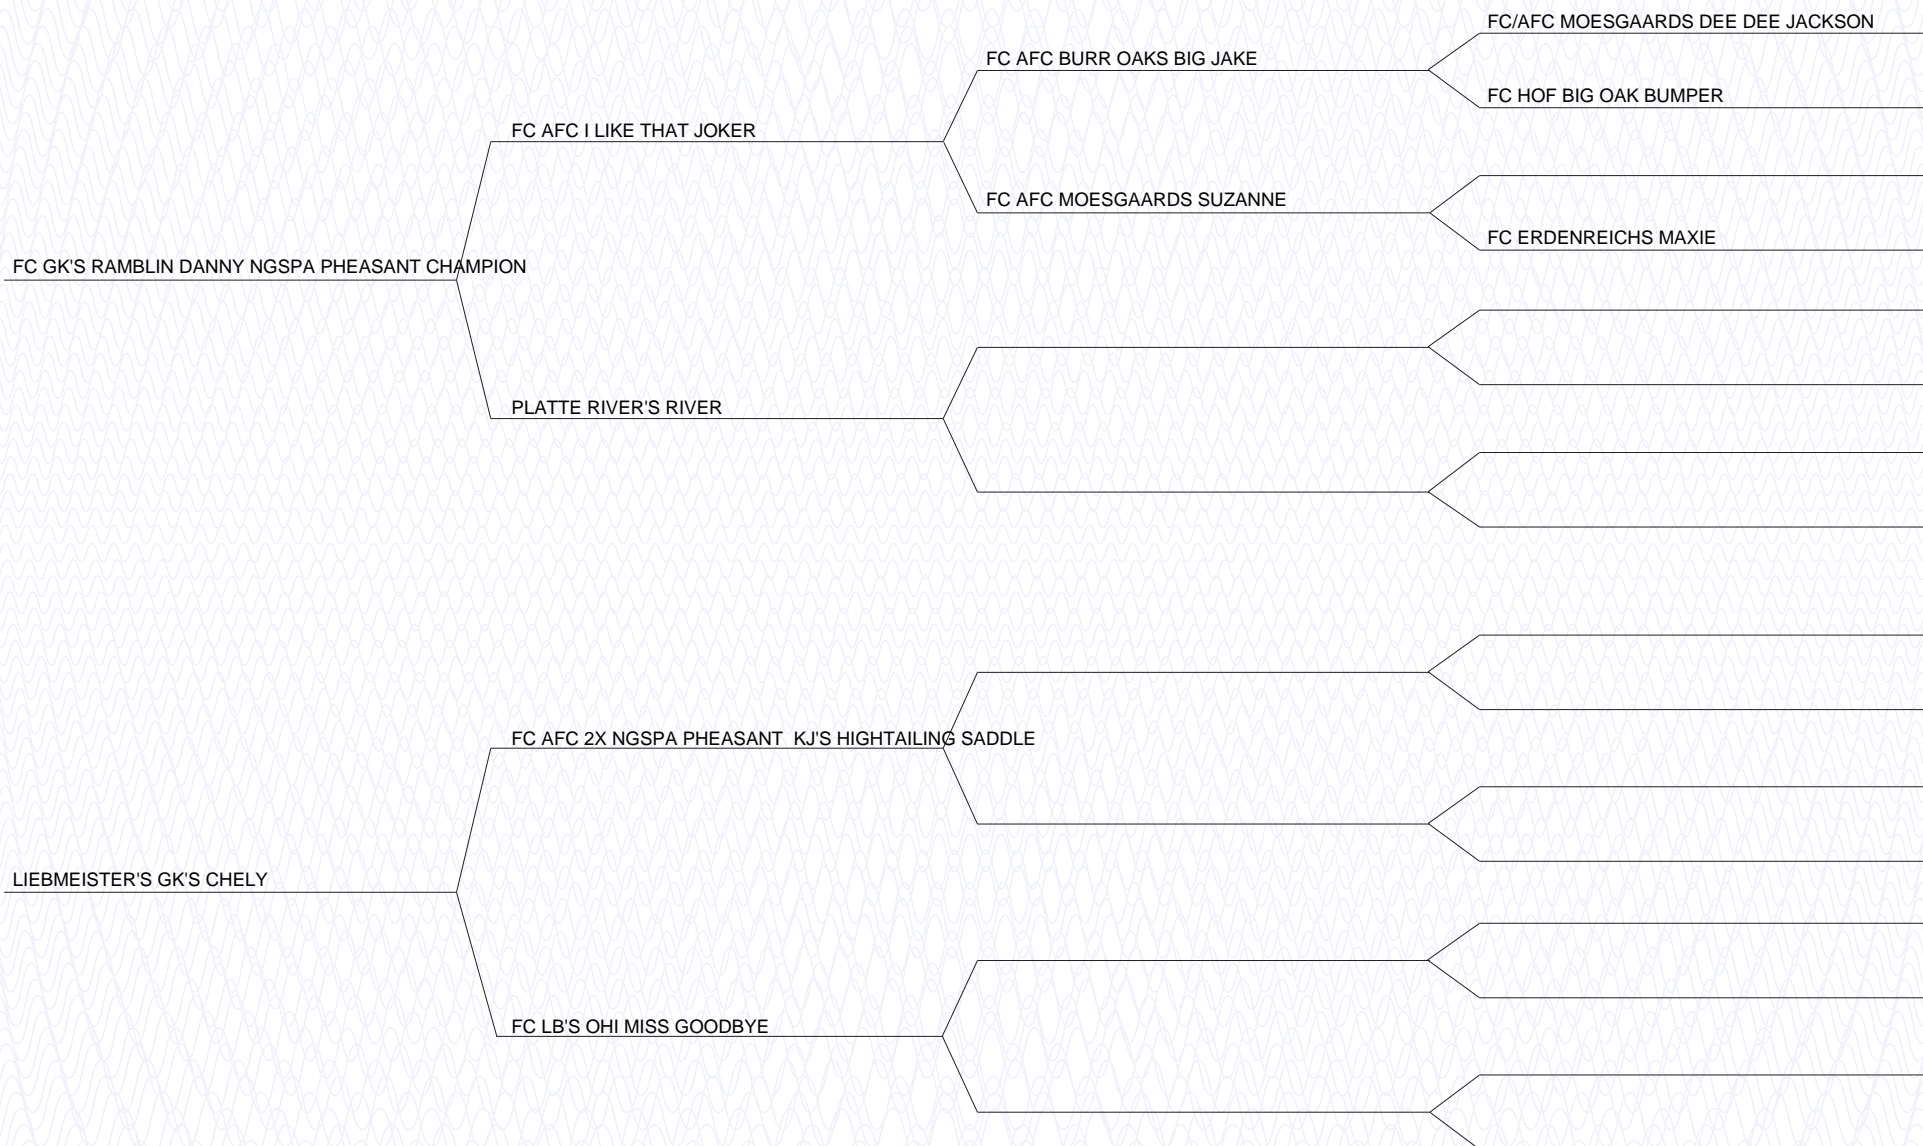 FC/AFC MOESGAARDS DEE DEE JACKSON
FC AFC BURR OAKS BIG JAKE
FC HOF BIG OAK BUMPER
FC AFC I LIKE THAT JOKER
FC AFC MOESGAARDS SUZANNE
FC ERDENREICHS MAXIE
FC GK'S RAMBLIN DANNY NGSPA PHEASANT CHAMPION
PLATTE RIVER'S RIVER
FC AFC 2X NGSPA PHEASANT  KJ'S HIGHTAILING SADDLE
LIEBMEISTER'S GK'S CHELY
FC LB'S OHI MISS GOODBYE